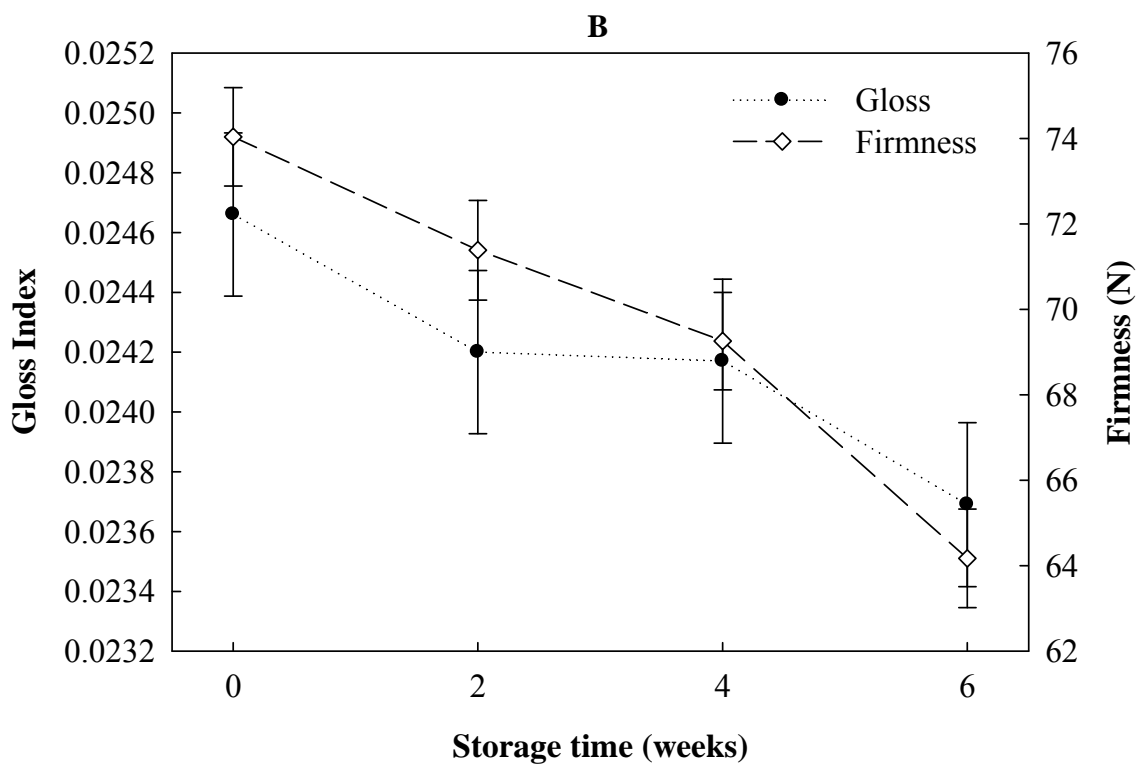 B
0.0252
0.0250
0.0248
0.0246
0.0244
0.0242
0.0240
0.0238
0.0236
0.0234
0.0232
Gloss Index
Gloss
Firmness
76
74
72
70
68
66
64
62
Firmness (N)
0 2 4 6
Storage time (weeks)